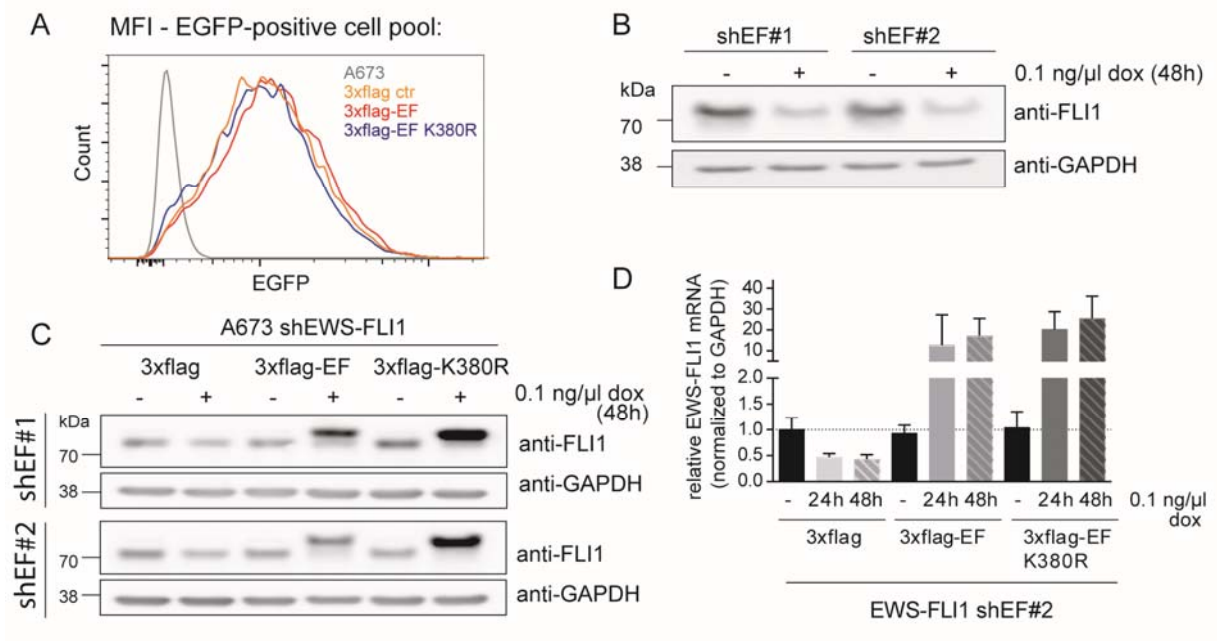 A
MFI - EGFP-positive cell pool:
A673
3xflag ctr
3xflag-EF
3xflag-EF K380R
Count
EGFP
B
shEF#1 shEF#2
- + - + 0.1 ng/µl dox (48h)
kDa
70
anti-FLI1
38
anti-GAPDH
C
A673 shEWS-FLI1
3xflag 3xflag-EF 3xflag-K380R
- + - + - + 0.1 ng/µl dox
(48h)
shEF#1
kDa
70
anti-FLI1
38
anti-GAPDH
shEF#2
70
anti-FLI1
38
anti-GAPDH
D
relative EWS-FLI1 mRNA
(normalized to GAPDH)
40
30
20
10
2.0
1.5
1.0
0.5
0.0
- 24h 48h - 24h 48h - 24h 48h 0.1 ng/µl
dox
3xflag 3xflag-EF 3xflag-EF
K380R
EWS-FLI1 shEF#2